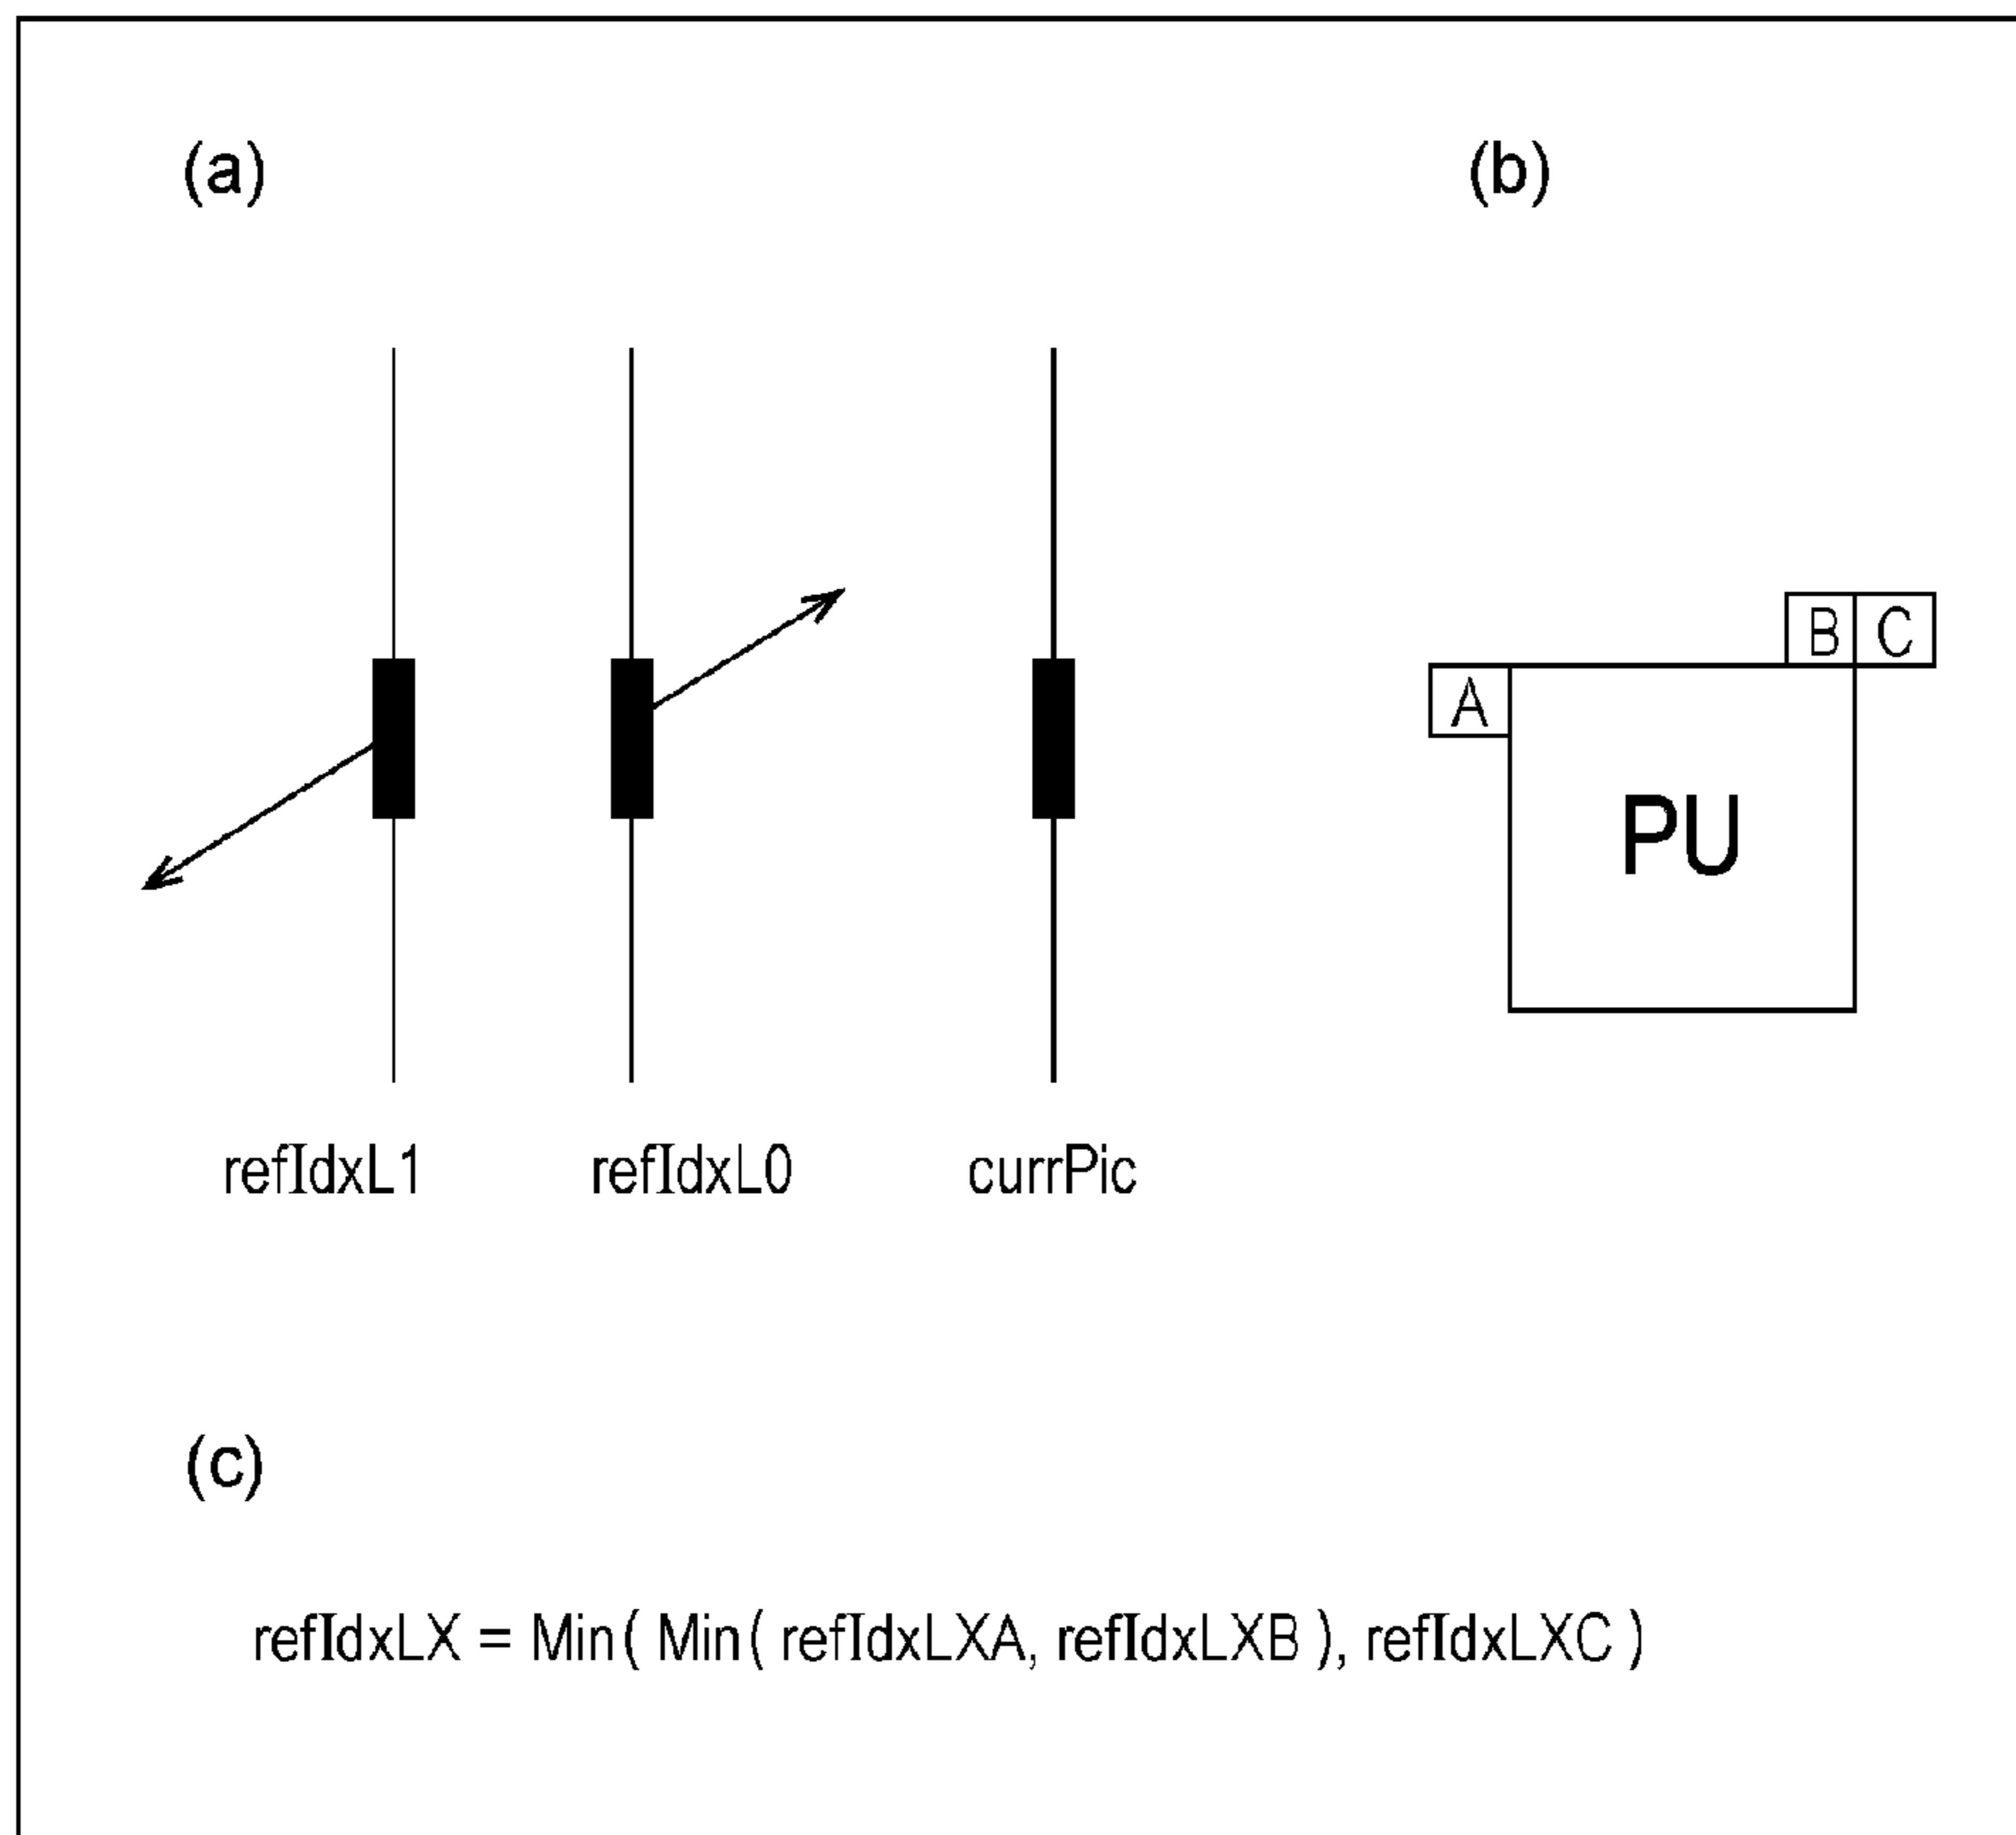 (a)
(b)
B C
A
PU
refIdxL1 refIdxL0 currPic
(c)
refIdxLX = Min( Min( refIdxLXA, refIdxLXB ), refIdxLXC )